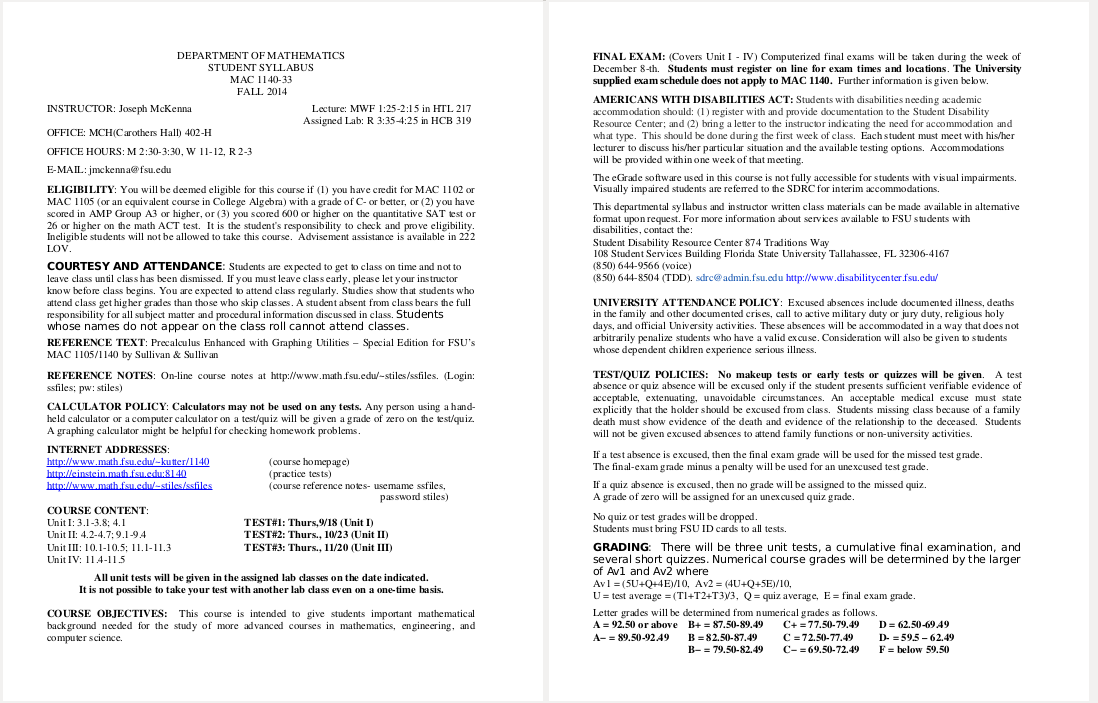 DEPARTMENT OF MATHEMATICS
STUDENT SYLLABUS
MAC 1140-33
FALL 2014
INSTRUCTOR: Joseph McKenna Lecture: MWF 1:25-2:15 in HTL 217
Assigned Lab: R 3:35-4:25 in HCB 319
OFFICE: MCH(Carothers Hall) 402-H
OFFICE HOURS: M 2:30-3:30, W 11-12, R 2-3
E-MAIL: jmckenna@fsu.edu
ELIGIBILITY: You will be deemed eligible for this course if (1) you have credit for MAC 1102 or
MAC 1105 (or an equivalent course in College Algebra) with a grade of C- or better, or (2) you have
scored in AMP Group A3 or higher, or (3) you scored 600 or higher on the quantitative SAT test or
26 or higher on the math ACT test. It is the student's responsibility to check and prove eligibility.
Ineligible students will not be allowed to take this course. Advisement assistance is available in 222
LOV.
COURTESY AND ATTENDANCE: Students are expected to get to class on time and not to
leave class until class has been dismissed. If you must leave class early, please let your instructor
know before class begins. You are expected to attend class regularly. Studies show that students who
attend class get higher grades than those who skip classes. A student absent from class bears the full
responsibility for all subject matter and procedural information discussed in class. Students
whose names do not appear on the class roll cannot attend classes.
REFERENCE TEXT: Precalculus Enhanced with Graphing Utilities – Special Edition for FSU's
MAC 1105/1140 by Sullivan & Sullivan
REFERENCE NOTES: On-line course notes at http://www.math.fsu.edu/~stiles/ssfiles. (Login:
ssfiles; pw: stiles)
CALCULATOR POLICY: Calculators may not be used on any tests. Any person using a hand-
held calculator or a computer calculator on a test/quiz will be given a grade of zero on the test/quiz.
A graphing calculator might be helpful for checking homework problems.
INTERNET ADDRESSES:
http://www.math.fsu.edu/~kutter/1140 (course homepage)
http://einstein.math.fsu.edu:8140 (practice tests)
http://www.math.fsu.edu/~stiles/ssfiles (course reference notes- username ssfiles,
password stiles)
COURSE CONTENT:
Unit I: 3.1-3.8; 4.1 TEST#1: Thurs,9/18 (Unit I)
Unit II: 4.2-4.7; 9.1-9.4 TEST#2: Thurs., 10/23 (Unit II)
Unit III: 10.1-10.5; 11.1-11.3 TEST#3: Thurs., 11/20 (Unit III)
Unit IV: 11.4-11.5
All unit tests will be given in the assigned lab classes on the date indicated.
It is not possible to take your test with another lab class even on a one-time basis.
COURSE OBJECTIVES: This course is intended to give students important mathematical
background needed for the study of more advanced courses in mathematics, engineering, and
computer science.
FINAL EXAM: (Covers Unit I - IV) Computerized final exams will be taken during the week of
December 8-th. Students must register on line for exam times and locations. The University
supplied exam schedule does not apply to MAC 1140. Further information is given below.
AMERICANS WITH DISABILITIES ACT: Students with disabilities needing academic
accommodation should: (1) register with and provide documentation to the Student Disability
Resource Center; and (2) bring a letter to the instructor indicating the need for accommodation and
what type. This should be done during the first week of class. Each student must meet with his/her
lecturer to discuss his/her particular situation and the available testing options. Accommodations
will be provided within one week of that meeting.
The eGrade software used in this course is not fully accessible for students with visual impairments.
Visually impaired students are referred to the SDRC for interim accommodations.
This departmental syllabus and instructor written class materials can be made available in alternative
format upon request. For more information about services available to FSU students with
disabilities, contact the:
Student Disability Resource Center 874 Traditions Way
108 Student Services Building Florida State University Tallahassee, FL 32306-4167
(850) 644-9566 (voice)
(850) 644-8504 (TDD). sdrc@admin.fsu.edu http://www.disabilitycenter.fsu.edu/
UNIVERSITY ATTENDANCE POLICY: Excused absences include documented illness, deaths
in the family and other documented crises, call to active military duty or jury duty, religious holy
days, and official University activities. These absences will be accommodated in a way that does not
arbitrarily penalize students who have a valid excuse. Consideration will also be given to students
whose dependent children experience serious illness.
TEST/QUIZ POLICIES: No makeup tests or early tests or quizzes will be given. A test
absence or quiz absence will be excused only if the student presents sufficient verifiable evidence of
acceptable, extenuating, unavoidable circumstances. An acceptable medical excuse must state
explicitly that the holder should be excused from class. Students missing class because of a family
death must show evidence of the death and evidence of the relationship to the deceased. Students
will not be given excused absences to attend family functions or non-university activities.
If a test absence is excused, then the final exam grade will be used for the missed test grade.
The final-exam grade minus a penalty will be used for an unexcused test grade.
If a quiz absence is excused, then no grade will be assigned to the missed quiz.
A grade of zero will be assigned for an unexcused quiz grade.
No quiz or test grades will be dropped.
Students must bring FSU ID cards to all tests.
GRADING: There will be three unit tests, a cumulative final examination, and
several short quizzes. Numerical course grades will be determined by the larger
of Av1 and Av2 where
Av1 = (5U+Q+4E)/10, Av2 = (4U+Q+5E)/10,
U = test average = (T1+T2+T3)/3, Q = quiz average, E = final exam grade.
Letter grades will be determined from numerical grades as follows.
A = 92.50 or above B+ = 87.50-89.49 C+ = 77.50-79.49 D = 62.50-69.49
A– = 89.50-92.49 B = 82.50-87.49 C = 72.50-77.49 D- = 59.5 – 62.49
B– = 79.50-82.49 C– = 69.50-72.49 F = below 59.50